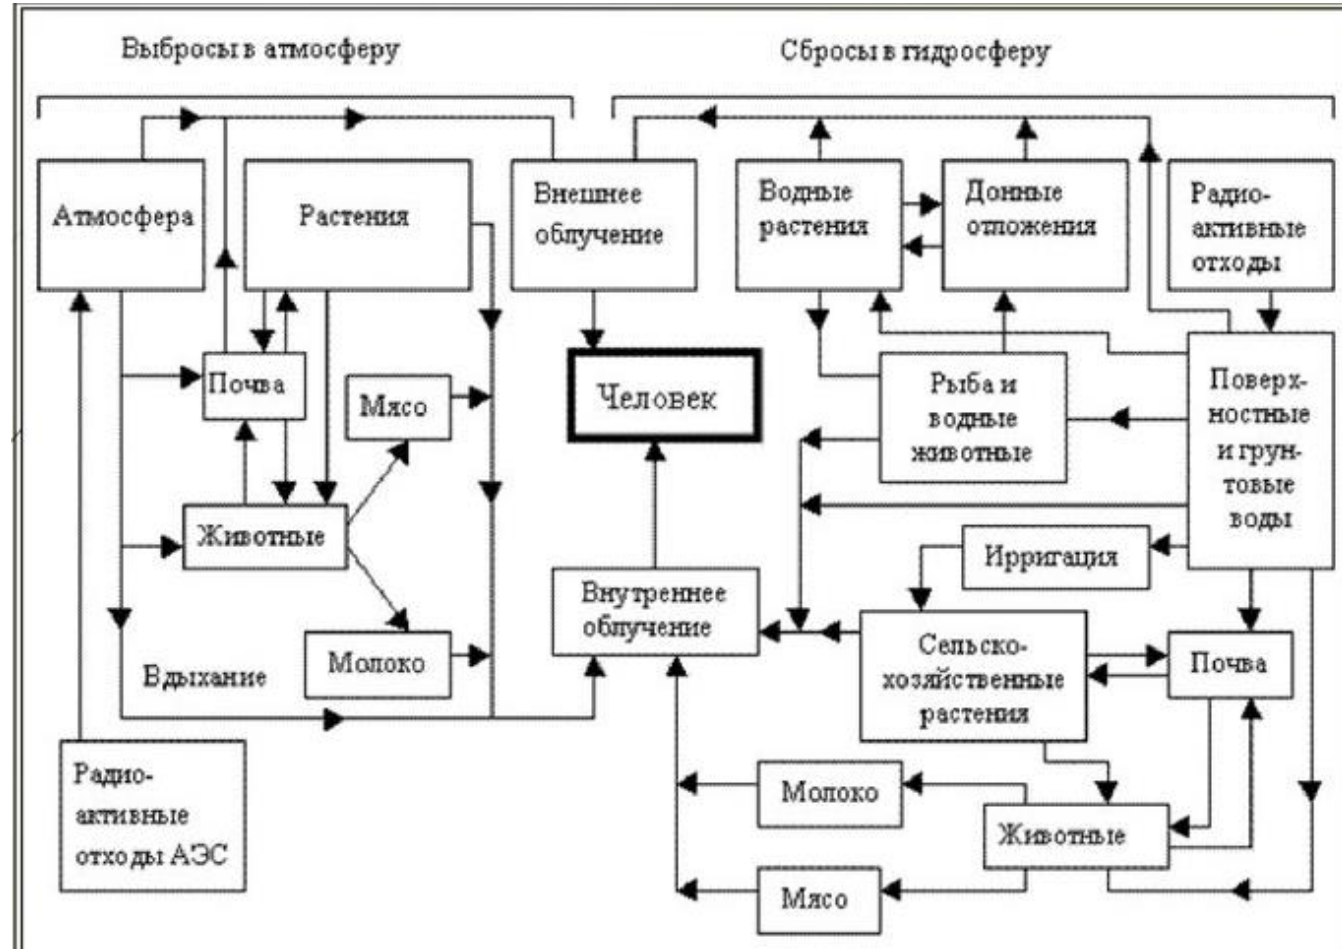 Выбросы в атмосферу
Сбросы в гидросферу
Атмосфера
Растения
Внешнее
облучение
Водные
растения
Донные
отложения
Радио-
активные
отходы
Почва
Мясо
Человек
Рыба и
водные
животные
Поверх-
ностные
и грун-
товые
воды
Животные
Ирригация
Внутреннее
облучение
Молоко
Вдыхание
Сельско-
хозяйственные
растения
Почва
Радио-
активные
отходы АЭС
Молоко
Животные
Мясо